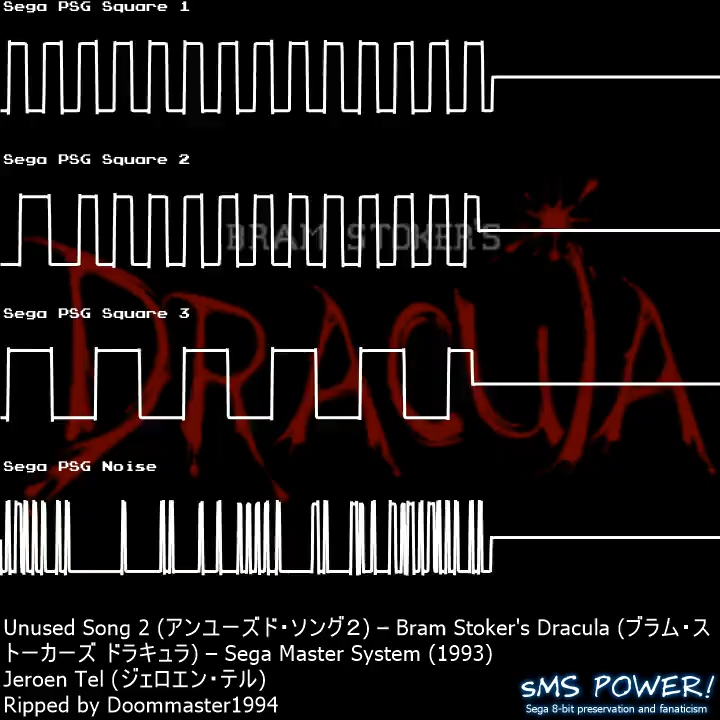 Sega PSG Square 1
Sega PSG Square 2
BRAM STOKER'S
Sega PSG Square 3
DRACULA
Sega PSG Noise
Unused Song 2 (アンユーズド・ソング２) – Bram Stoker's Dracula (ブラム・ス
トーカーズ ドラキュラ) – Sega Master System (1993)
Jeroen Tel (ジェロエン・テル)
Ripped by Doommaster1994
SMS POWER!
Sega 8-bit preservation and fanaticism